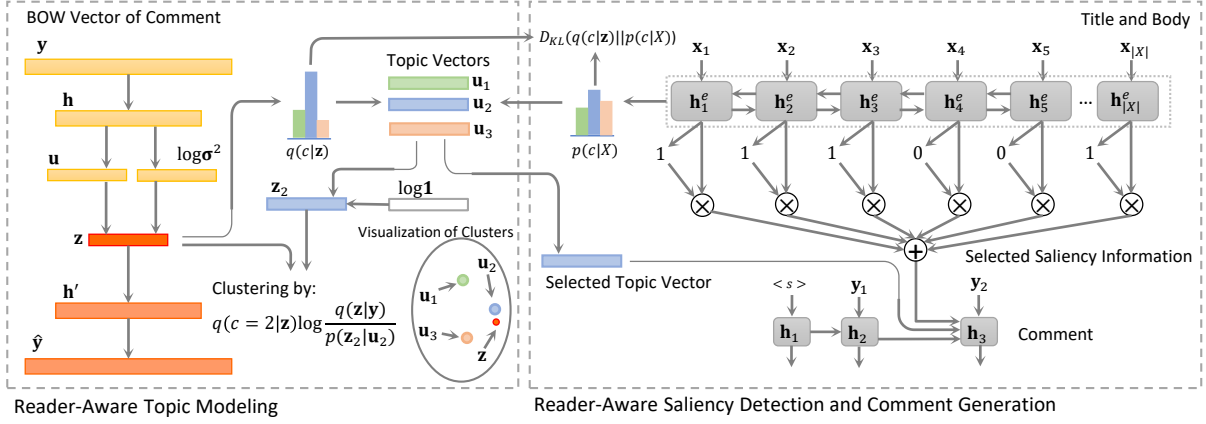 BOW Vector of Comment
y
h
u
logσ²
z
h′
ŷ
q(c|z)
Topic Vectors
u₁
u₂
u₃
z₂
log1
Clustering by:
q(c = 2|z)log q(z|y) / p(z₂|u₂)
Visualization of Clusters
u₂
u₁
u₃
z
Reader-Aware Topic Modeling
D_KL(q(c|z)||p(c|X))
p(c|X)
Title and Body
x₁ x₂ x₃ x₄ x₅ x_|X|
h₁ᵉ h₂ᵉ h₃ᵉ h₄ᵉ h₅ᵉ ... hᵉ_|X|
1 1 1 0 0 1
× × × × × ×
+
Selected Saliency Information
Selected Topic Vector
< s > y₁ y₂
h₁ h₂ h₃
Comment
Reader-Aware Saliency Detection and Comment Generation